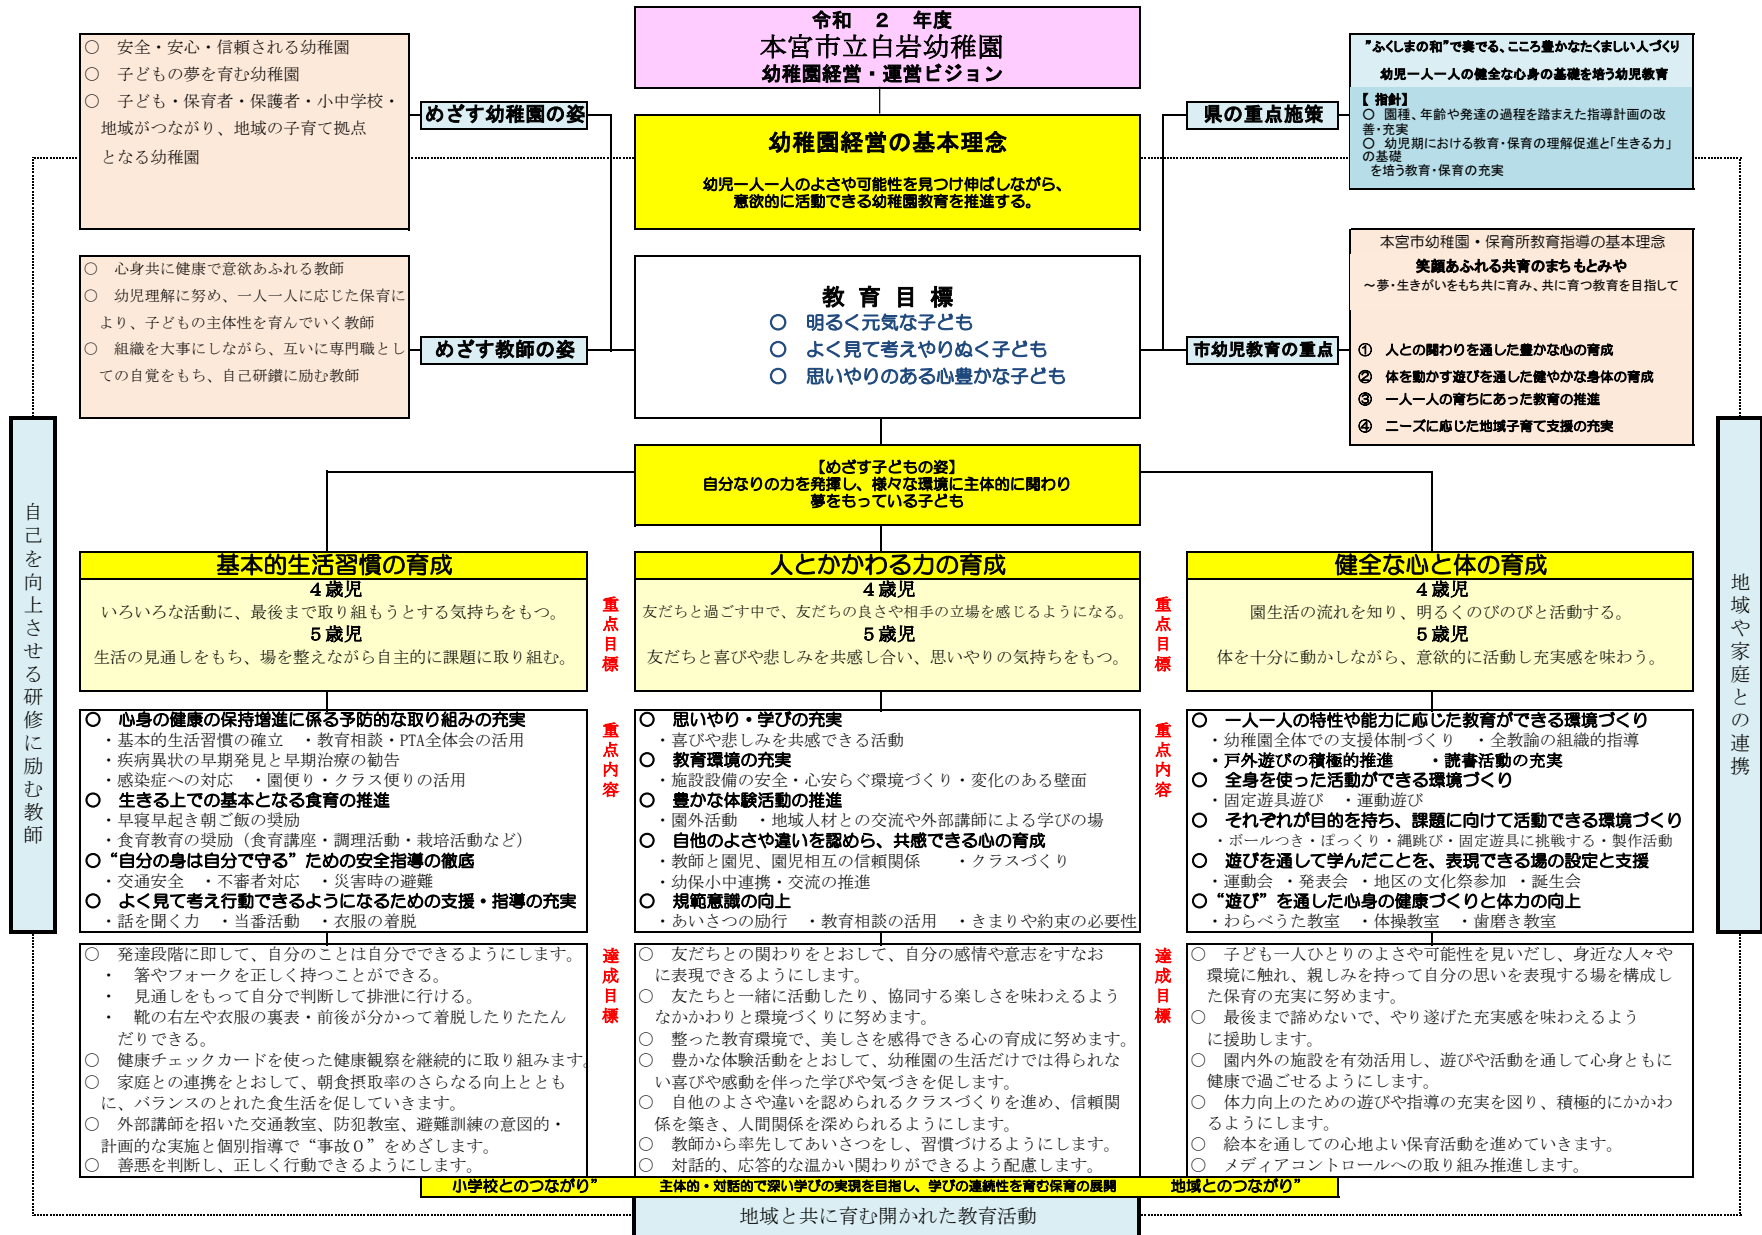 令和　２　年度
本宮市立白岩幼稚園
幼稚園経営・運営ビジョン
○　安全・安心・信頼される幼稚園
○　子どもの夢を育む幼稚園
○　子ども・保育者・保護者・小中学校・
地域がつながり、地域の子育て拠点
となる幼稚園
めざす幼稚園の姿
幼稚園経営の基本理念
幼児一人一人のよさや可能性を見つけ伸ばしながら、
意欲的に活動できる幼稚園教育を推進する。
県の重点施策
”ふくしまの和”で奏でる、こころ豊かなたくましい人づくり
幼児一人一人の健全な心身の基礎を培う幼児教育
【 指針】
○　園種、年齢や発達の過程を踏まえた指導計画の改
善・充実
○　幼児期における教育・保育の理解促進と「生きる力」
の基礎
を培う教育・保育の充実
○　心身共に健康で意欲あふれる教師
○　幼児理解に努め、一人一人に応じた保育に
より、子どもの主体性を育んでいく教師
○　組織を大事にしながら、互いに専門職とし
ての自覚をもち、自己研鑽に励む教師
めざす教師の姿
教 育 目 標
○　明るく元気な子ども
○　よく見て考えやりぬく子ども
○　思いやりのある心豊かな子ども
市幼児教育の重点
本宮市幼稚園・保育所教育指導の基本理念
笑顔あふれる共育のまちもとみや
～夢・生きがいをもち共に育み、共に育つ教育を目指して
①　人との関わりを通した豊かな心の育成
②　体を動かす遊びを通した健やかな身体の育成
③　一人一人の育ちにあった教育の推進
④　ニーズに応じた地域子育て支援の充実
【めざす子どもの姿】
自分なりの力を発揮し、様々な環境に主体的に関わり
夢をもっている子ども
自己を向上させる研修に励む教師
地域や家庭との連携
基本的生活習慣の育成
４歳児
いろいろな活動に、最後まで取り組もうとする気持ちをもつ。
５歳児
生活の見通しをもち、場を整えながら自主的に課題に取り組む。
重点目標
人とかかわる力の育成
４歳児
友だちと過ごす中で、友だちの良さや相手の立場を感じるようになる。
５歳児
友だちと喜びや悲しみを共感し合い、思いやりの気持ちをもつ。
重点目標
健全な心と体の育成
４歳児
園生活の流れを知り、明るくのびのびと活動する。
５歳児
体を十分に動かしながら、意欲的に活動し充実感を味わう。
○　心身の健康の保持増進に係る予防的な取り組みの充実
・基本的生活習慣の確立　・教育相談・PTA全体会の活用
・疾病異状の早期発見と早期治療の勧告
・感染症への対応　・園便り・クラス便りの活用
○　生きる上での基本となる食育の推進
・早寝早起き朝ご飯の奨励
・食育教育の奨励（食育講座・調理活動・栽培活動など）
○ “自分の身は自分で守る”ための安全指導の徹底
・交通安全　・不審者対応　・災害時の避難
○　よく見て考え行動できるようになるための支援・指導の充実
・話を聞く力　・当番活動　・衣服の着脱
重点内容
○　思いやり・学びの充実
・喜びや悲しみを共感できる活動
○　教育環境の充実
・施設設備の安全・心安らぐ環境づくり・変化のある壁面
○　豊かな体験活動の推進
・園外活動　・地域人材との交流や外部講師による学びの場
○　自他のよさや違いを認めら、共感できる心の育成
・教師と園児、園児相互の信頼関係　　・クラスづくり
・幼保小中連携・交流の推進
○　規範意識の向上
・あいさつの励行　・教育相談の活用　・きまりや約束の必要性
重点内容
○　一人一人の特性や能力に応じた教育ができる環境づくり
・幼稚園全体での支援体制づくり　・全教諭の組織的指導
・戸外遊びの積極的推進　　・読書活動の充実
○　全身を使った活動ができる環境づくり
・固定遊具遊び　・運動遊び
○　それぞれが目的を持ち、課題に向けて活動できる環境づくり
・ボールつき・ぽっくり・縄跳び・固定遊具に挑戦する・製作活動
○　遊びを通して学んだことを、表現できる場の設定と支援
・運動会　・発表会　・地区の文化祭参加　・誕生会
○ “遊び”を通した心身の健康づくりと体力の向上
・わらべうた教室　・体操教室　・歯磨き教室
○　発達段階に即して、自分のことは自分でできるようにします。
・　箸やフォークを正しく持つことができる。
・　見通しをもって自分で判断して排泄に行ける。
・　靴の右左や衣服の裏表・前後が分かって着脱したりたたん
だりできる。
○　健康チェックカードを使った健康観察を継続的に取り組みます。
○　家庭との連携をとおして、朝食摂取率のさらなる向上ととも
に、バランスのとれた食生活を促していきます。
○　外部講師を招いた交通教室、防犯教室、避難訓練の意図的・
計画的な実施と個別指導で“事故０”をめざします。
○　善悪を判断し、正しく行動できるようにします。
達成目標
○　友だちとの関わりをとおして、自分の感情や意志をすなお
に表現できるようにします。
○　友たちと一緒に活動したり、協同する楽しさを味わえるよう
なかかわりと環境づくりに努めます。
○　整った教育環境で、美しさを感得できる心の育成に努めます。
○　豊かな体験活動をとおして、幼稚園の生活だけでは得られな
い喜びや感動を伴った学びや気づきを促します。
○　自他のよさや違いを認められるクラスづくりを進め、信頼関
係を築き、人間関係を深められるようにします。
○　教師から率先してあいさつをし、習慣づけるようにします。
○　対話的、応答的な温かい関わりができるよう配慮します。
達成目標
○　子ども一人ひとりのよさや可能性を見いだし、身近な人々や
環境に触れ、親しみを持って自分の思いを表現する場を構成し
た保育の充実に努めます。
○　最後まで諦めないで、やり遂げた充実感を味わえるよう
に援助します。
○　園内外の施設を有効活用し、遊びや活動を通して心身ともに
健康で過ごせるようにします。
○　体力向上のための遊びや指導の充実を図り、積極的にかかわ
るようにします。
○　絵本を通しての心地よい保育活動を進めていきます。
○　メディアコントロールへの取り組み推進します。
小学校とのつながり”　主体的・対話的で深い学びの実現を目指し、学びの連続性を育む保育の展開　地域とのつながり”
地域と共に育む開かれた教育活動